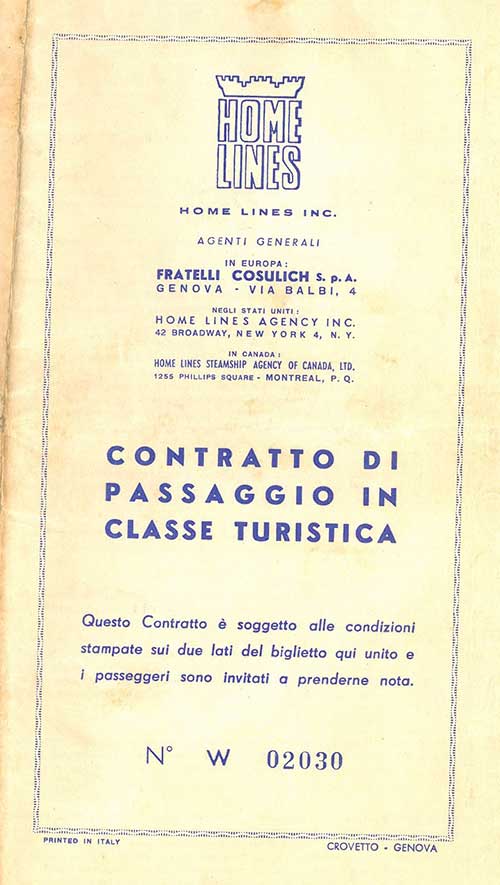 HOME
LINES
HOME LINES INC.
AGENTI GENERALI
IN EUROPA:
FRATELLI COSULICH S. p. A.
GENOVA - VIA BALBI, 4
NEGLI STATI UNITI:
HOME LINES AGENCY INC.
42 BROADWAY, NEW YORK 4, N. Y.
IN CANADA:
HOME LINES STEAMSHIP AGENCY OF CANADA, LTD.
1255 PHILLIPS SQUARE - MONTREAL, P. Q.
CONTRATTO DI
PASSAGGIO IN
CLASSE TURISTICA
Questo Contratto è soggetto alle condizioni
stampate sui due lati del biglietto qui unito e
i passeggeri sono invitati a prenderne nota.
N° W 02030
PRINTED IN ITALY
CROVETTO - GENOVA